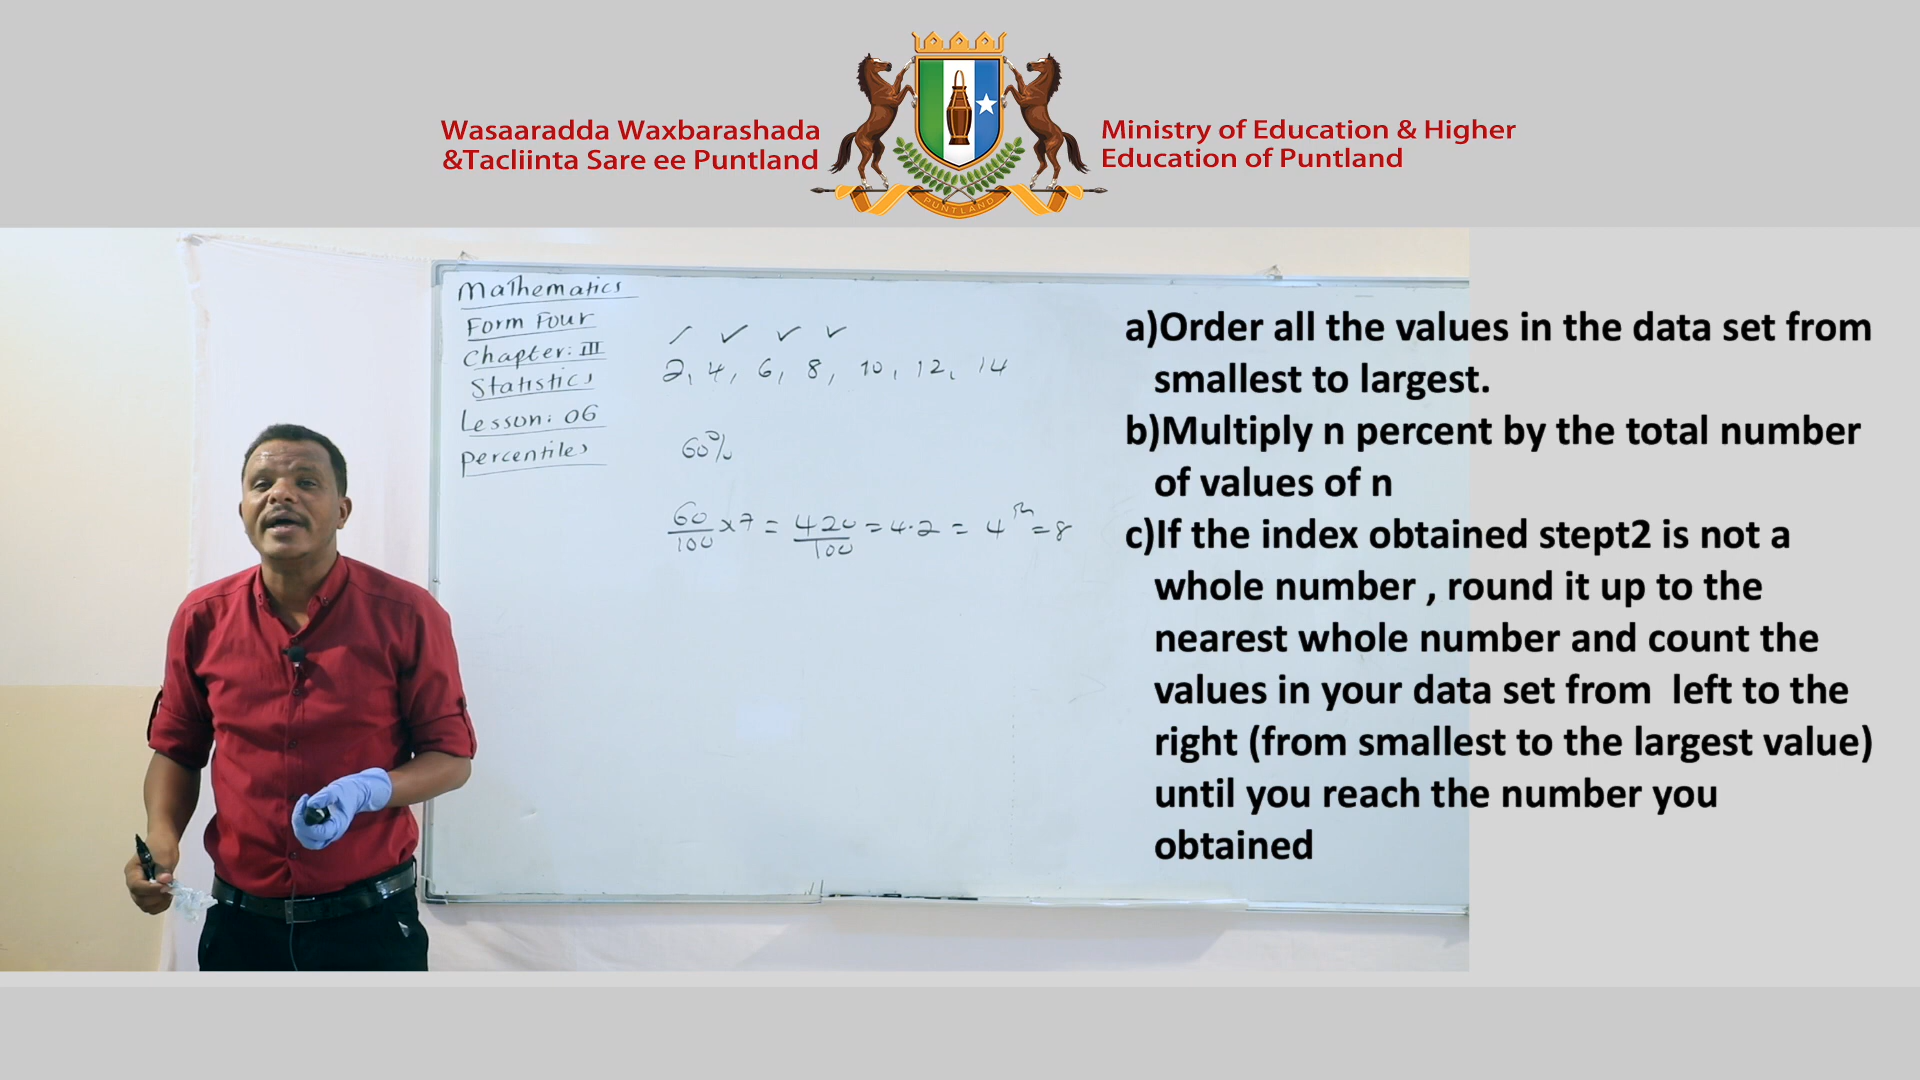 Wasaaradda Waxbarashada
&Tacliinta Sare ee Puntland
Ministry of Education & Higher
Education of Puntland
PUNTLAND
Mathematics
Form Four
Chapter: III
Statistics
Lesson: 06
percentiles
2, 4, 6, 8, 10, 12, 14
60%
60/100 x7 = 420/100 = 4.2 = 4th = 8
a)Order all the values in the data set from
smallest to largest.
b)Multiply n percent by the total number
of values of n
c)If the index obtained stept2 is not a
whole number , round it up to the
nearest whole number and count the
values in your data set from left to the
right (from smallest to the largest value)
until you reach the number you
obtained